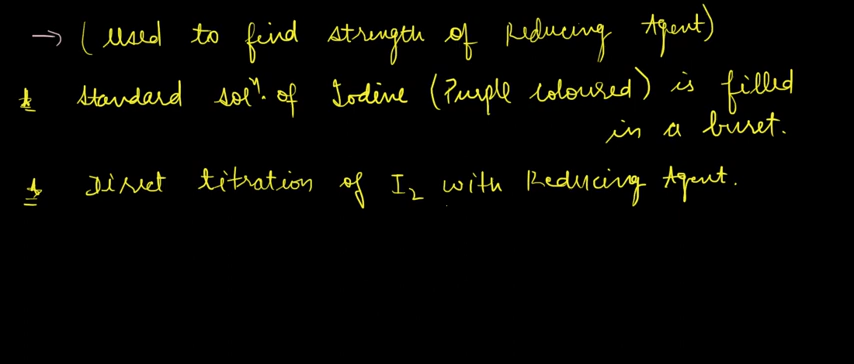 → (Used to find strength of Reducing Agent)
* Standard solⁿ. of Iodine (Purple coloured) is filled
in a buret.
* Direct titration of I₂ with Reducing Agent.